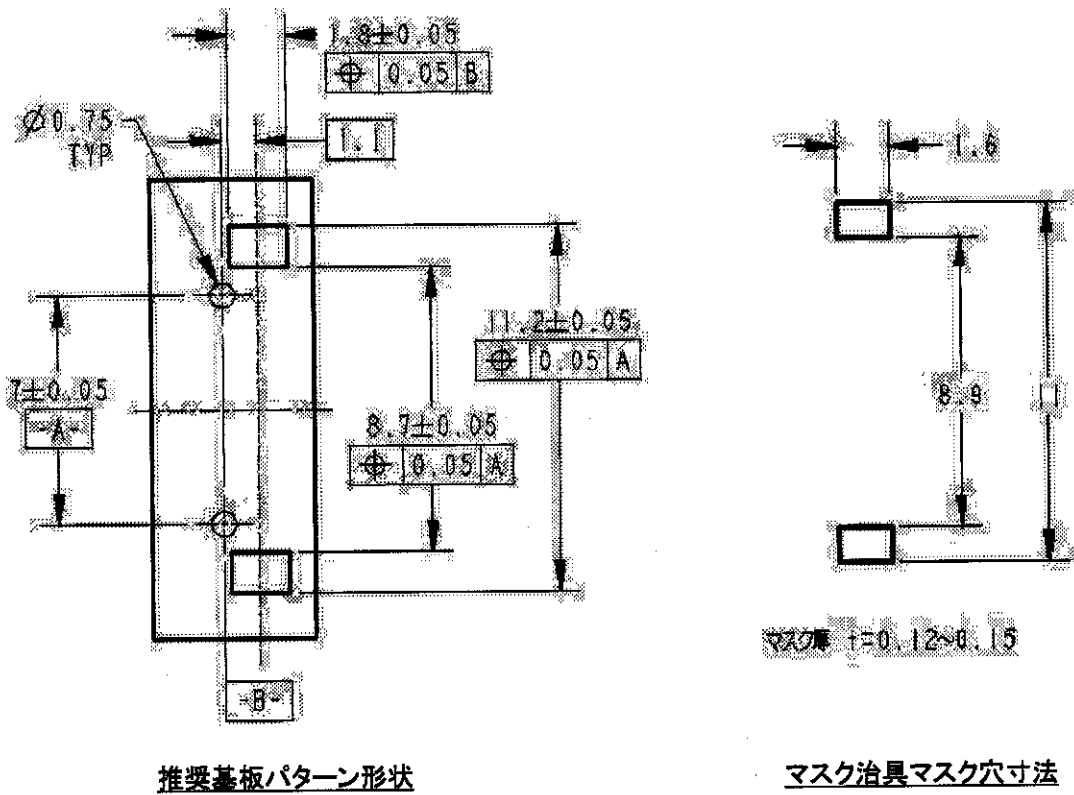 1.8±0.05
⌖ 0.05 B
Ø0.75
TYP
1.1
1.6
11.2±0.05
⌖ 0.05 A
7±0.05
-A-
8.7±0.05
⌖ 0.05 A
8.9
11
-B-
マスク厚 t=0.12~0.15
推奨基板パターン形状
マスク治具マスク穴寸法